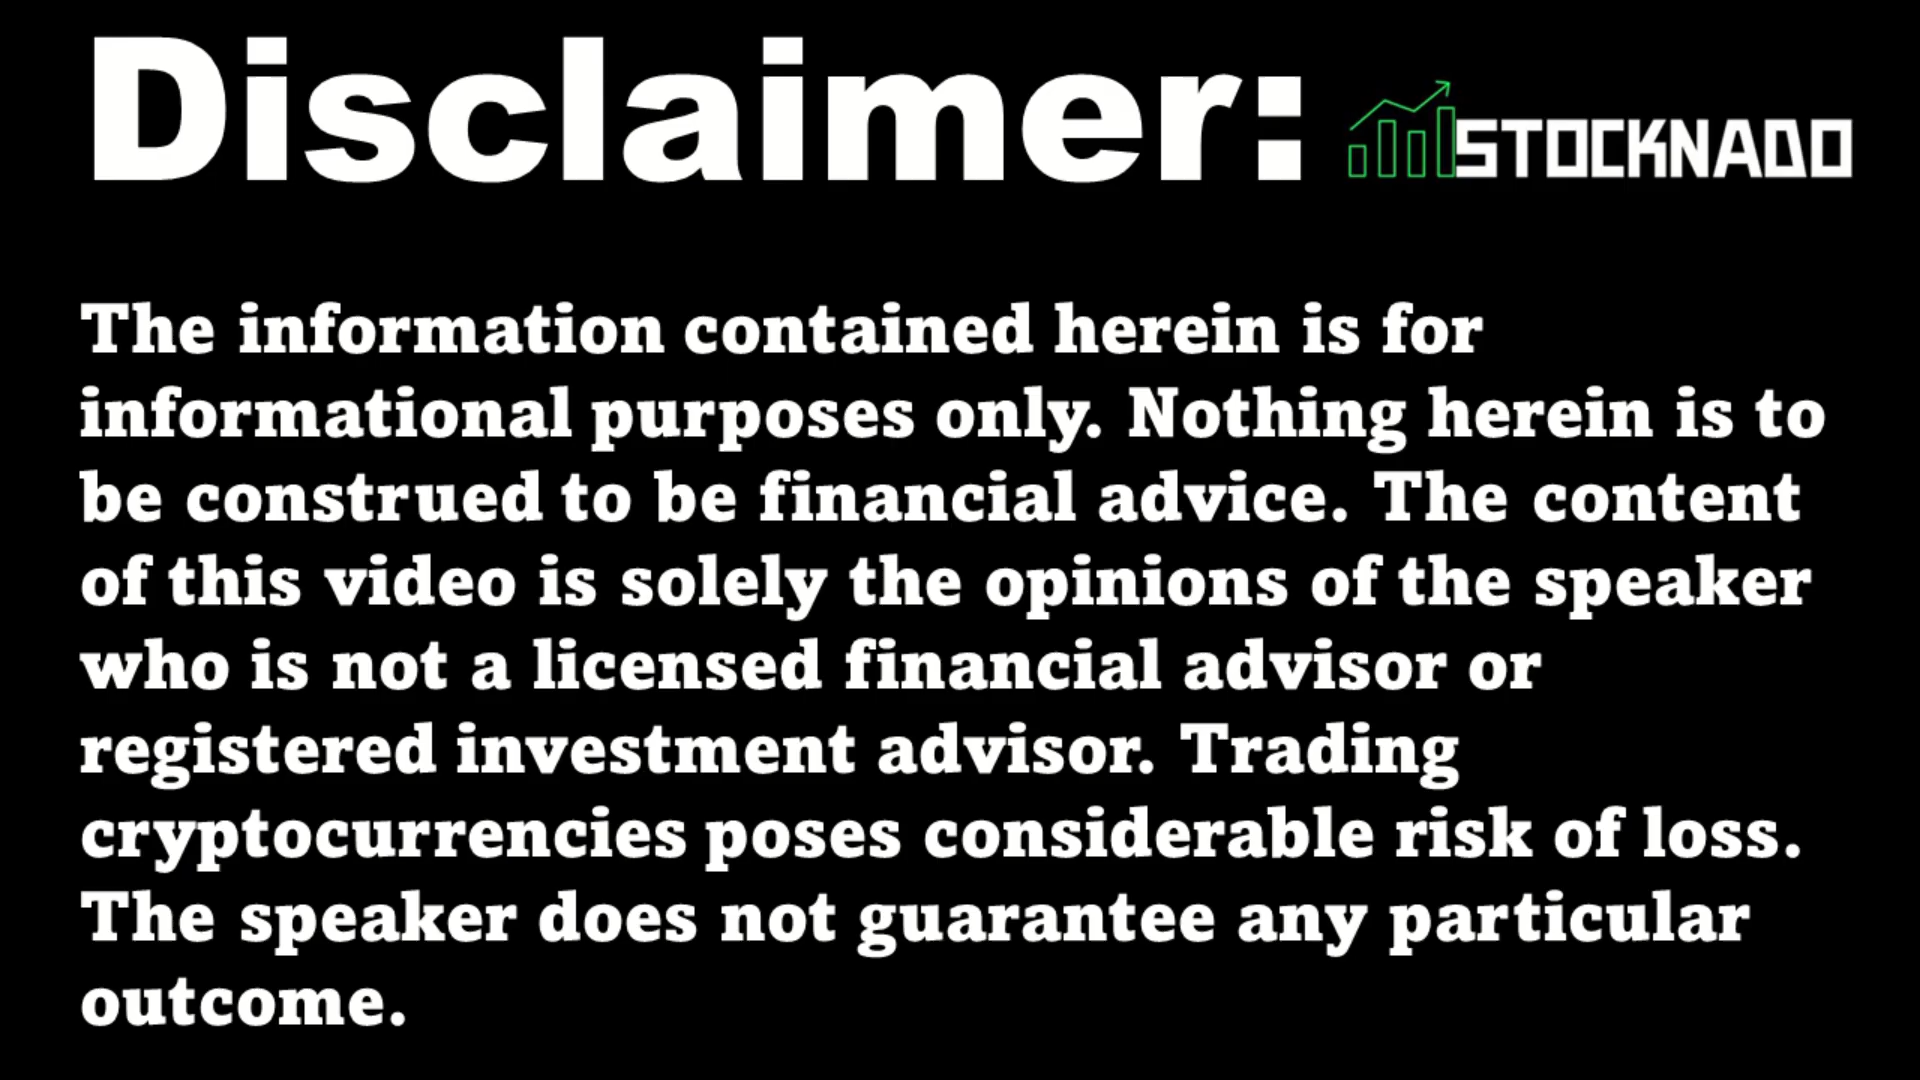 Disclaimer:
STOCKNADO
The information contained herein is for
informational purposes only. Nothing herein is to
be construed to be financial advice. The content
of this video is solely the opinions of the speaker
who is not a licensed financial advisor or
registered investment advisor. Trading
cryptocurrencies poses considerable risk of loss.
The speaker does not guarantee any particular
outcome.